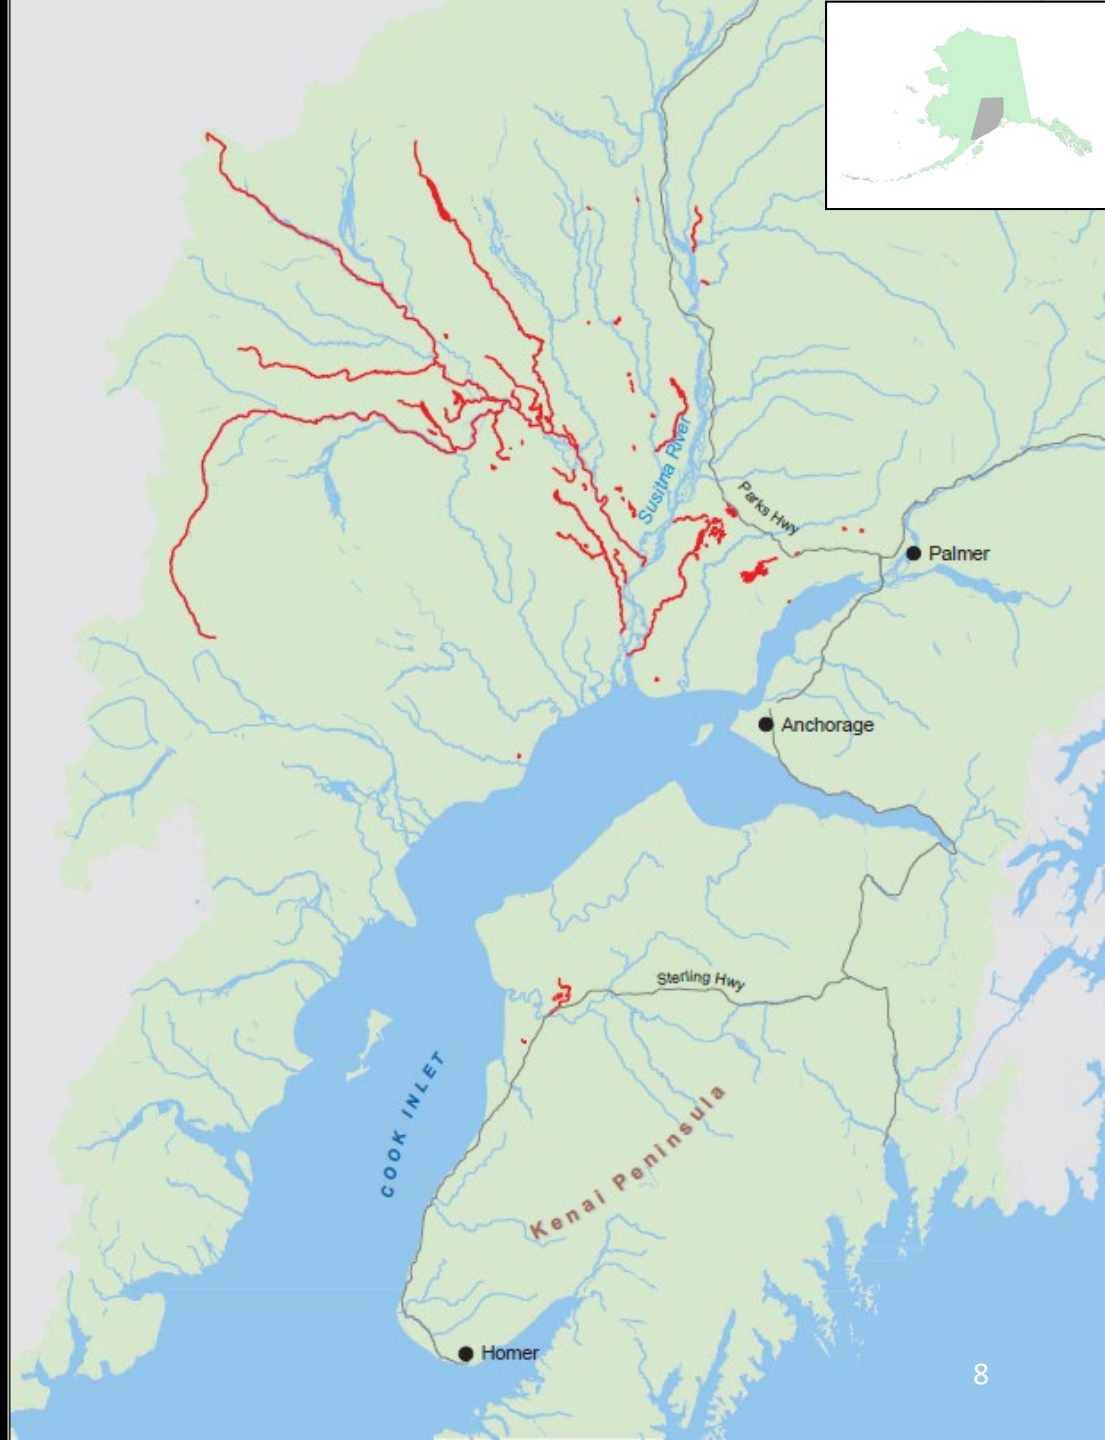 Susitna River
Parks Hwy
Palmer
Anchorage
Sterling Hwy
COOK INLET
Kenai Peninsula
Homer
8